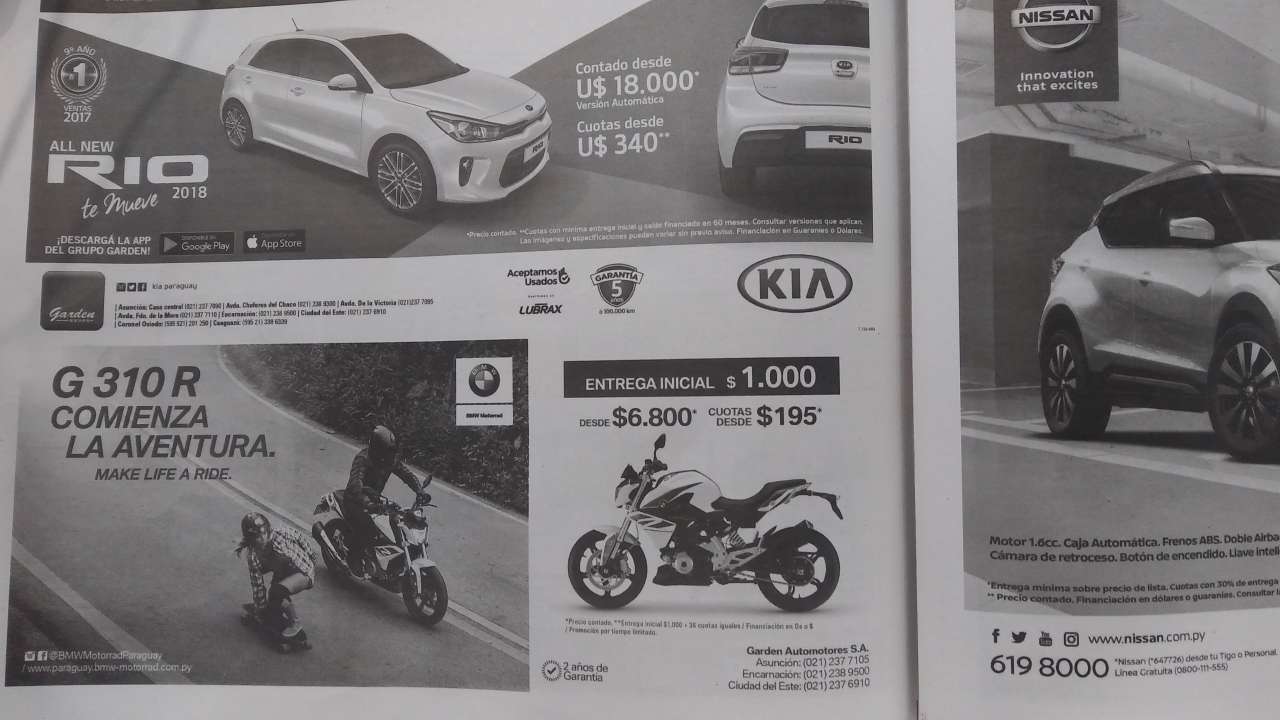 9º AÑO
1
VENTAS
2017
ALL NEW
RIO
te Mueve 2018
Contado desde
U$ 18.000*
Versión Automática
Cuotas desde
U$ 340**
KIA
RIO
RIO
*Precio contado. **Cuotas con mínima entrega inicial y saldo financiado en 60 meses. Consultar versiones que aplican.
Las imágenes y especificaciones pueden variar sin previo aviso. Financiación en Guaraníes o Dólares.
¡DESCARGÁ LA APP
DEL GRUPO GARDEN!
Google Play
App Store
Garden
kia paraguay
Asunción: Casa central (021) 237 7090 | Avda. Choferes del Chaco (021) 238 9300 | Avda. De la Victoria (021)237 7095
| Avda. Fdo. de la Mora (021) 237 7110 | Encarnación: (021) 238 9500 | Ciudad del Este: (021) 237 6910
| Coronel Oviedo: (595 921) 201 250 | Caaguazú: (595 21) 338 6039
Aceptamos
Usados
LUBRAX
GARANTÍA
5
años
ó 100.000 km
KIA
G 310 R
COMIENZA
LA AVENTURA.
MAKE LIFE A RIDE.
BMW Motorrad
@BMWMotorradParaguay
/ www.paraguay.bmw-motorrad.com.py
ENTREGA INICIAL $ 1.000
DESDE $6.800* CUOTAS DESDE $195*
*Precio contado. **Entrega Inicial $1,000 + 36 cuotas iguales / Financiación en Gs o $
/ Promoción por tiempo limitado.
2 años de
Garantía
Garden Automotores S.A.
Asunción: (021) 237 7105
Encarnación: (021) 238 9500
Ciudad del Este: (021) 237 6910
NISSAN
Innovation
that excites
Motor 1.6cc. Caja Automática. Frenos ABS. Doble Airba
Cámara de retroceso. Botón de encendido. Llave inteli
*Entrega mínima sobre precio de lista. Cuotas con 30% de entrega
** Precio contado. Financiación en dólares o guaraníes. Consultar l
www.nissan.com.py
619 8000
*Nissan (*647726) desde tu Tigo o Personal.
Línea Gratuita (0800-111-555)